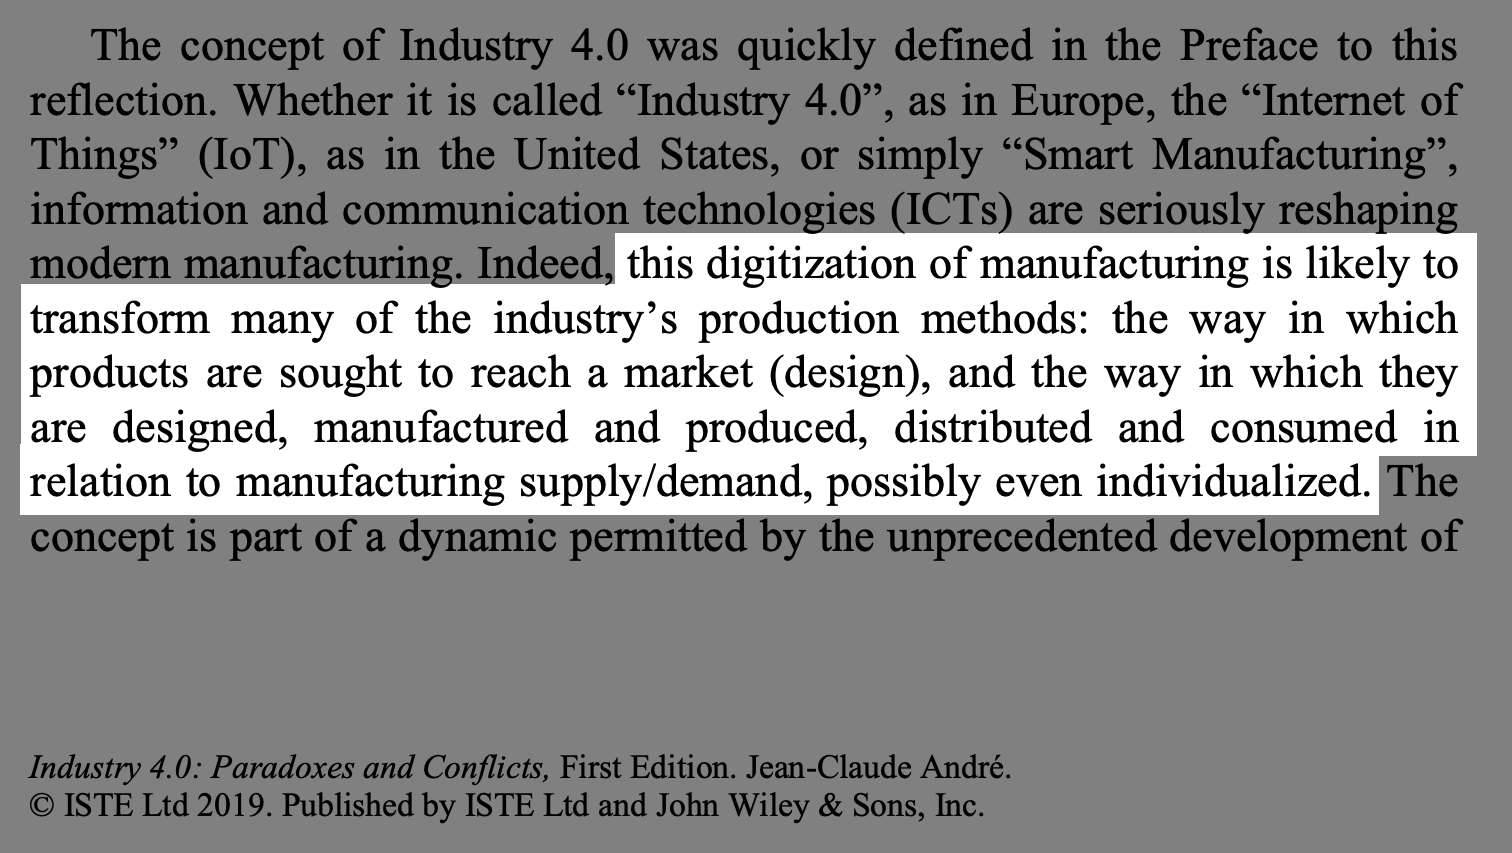 The concept of Industry 4.0 was quickly defined in the Preface to this
reflection. Whether it is called “Industry 4.0”, as in Europe, the “Internet of
Things” (IoT), as in the United States, or simply “Smart Manufacturing”,
information and communication technologies (ICTs) are seriously reshaping
modern manufacturing. Indeed, this digitization of manufacturing is likely to
transform many of the industry’s production methods: the way in which
products are sought to reach a market (design), and the way in which they
are designed, manufactured and produced, distributed and consumed in
relation to manufacturing supply/demand, possibly even individualized. The
concept is part of a dynamic permitted by the unprecedented development of
Industry 4.0: Paradoxes and Conflicts, First Edition. Jean-Claude André.
© ISTE Ltd 2019. Published by ISTE Ltd and John Wiley & Sons, Inc.